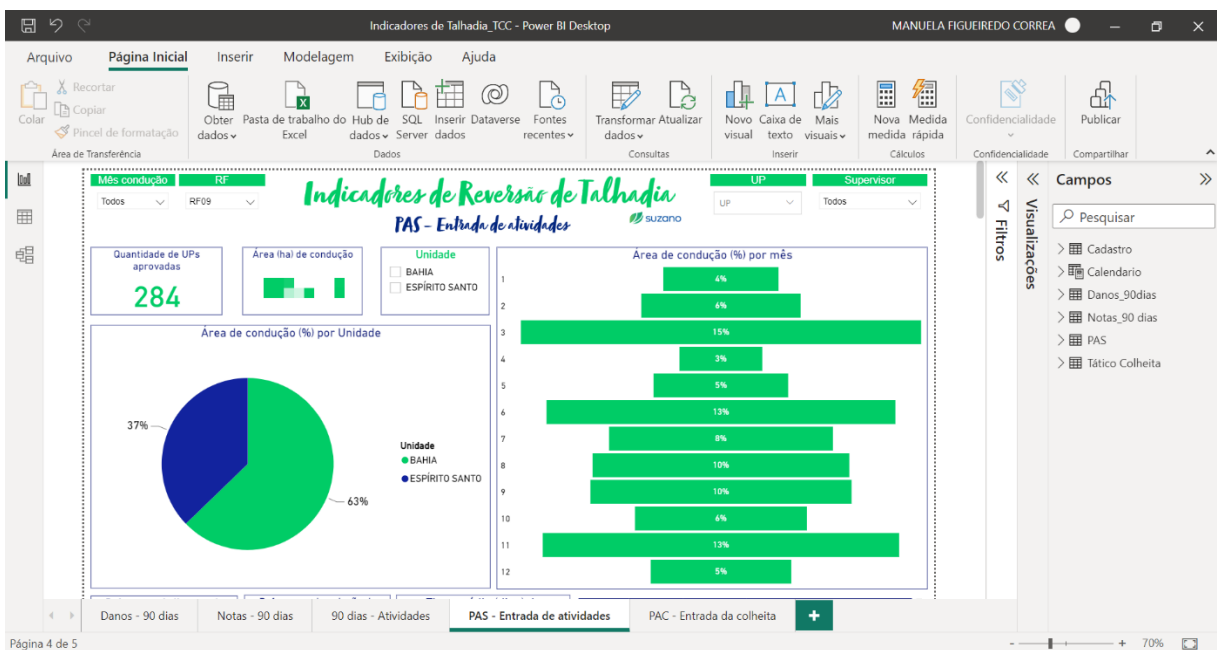 Indicadores de Talhadia_TCC - Power BI Desktop
MANUELA FIGUEIREDO CORREA
Arquivo
Página Inicial
Inserir
Modelagem
Exibição
Ajuda
Colar
Recortar
Copiar
Pincel de formatação
Área de Transferência
Obter dados
Pasta de trabalho do Excel
Hub de dados
SQL Server
Inserir dados
Dataverse
Fontes recentes
Dados
Transformar dados
Atualizar
Consultas
Novo visual
Caixa de texto
Mais visuais
Inserir
Nova medida
Medida rápida
Cálculos
Confidencialidade
Confidencialidade
Publicar
Compartilhar
Mês condução
Todos
RF
RF09
Indicadores de Reversão de Talhadia
PAS - Entrada de atividades
suzano
UP
UP
Supervisor
Todos
Quantidade de UPs
aprovadas
284
Área (ha) de condução
Unidade
BAHIA
ESPÍRITO SANTO
Área de condução (%) por Unidade
37%
63%
Unidade
BAHIA
ESPÍRITO SANTO
Área de condução (%) por mês
1 4%
2 6%
3 15%
4 3%
5 5%
6 13%
7 8%
8 10%
9 10%
10 6%
11 13%
12 5%
Filtros
Visualizações
Campos
Pesquisar
Cadastro
Calendario
Danos_90dias
Notas_90 dias
PAS
Tático Colheita
Danos - 90 dias
Notas - 90 dias
90 dias - Atividades
PAS - Entrada de atividades
PAC - Entrada da colheita
Página 4 de 5
70%